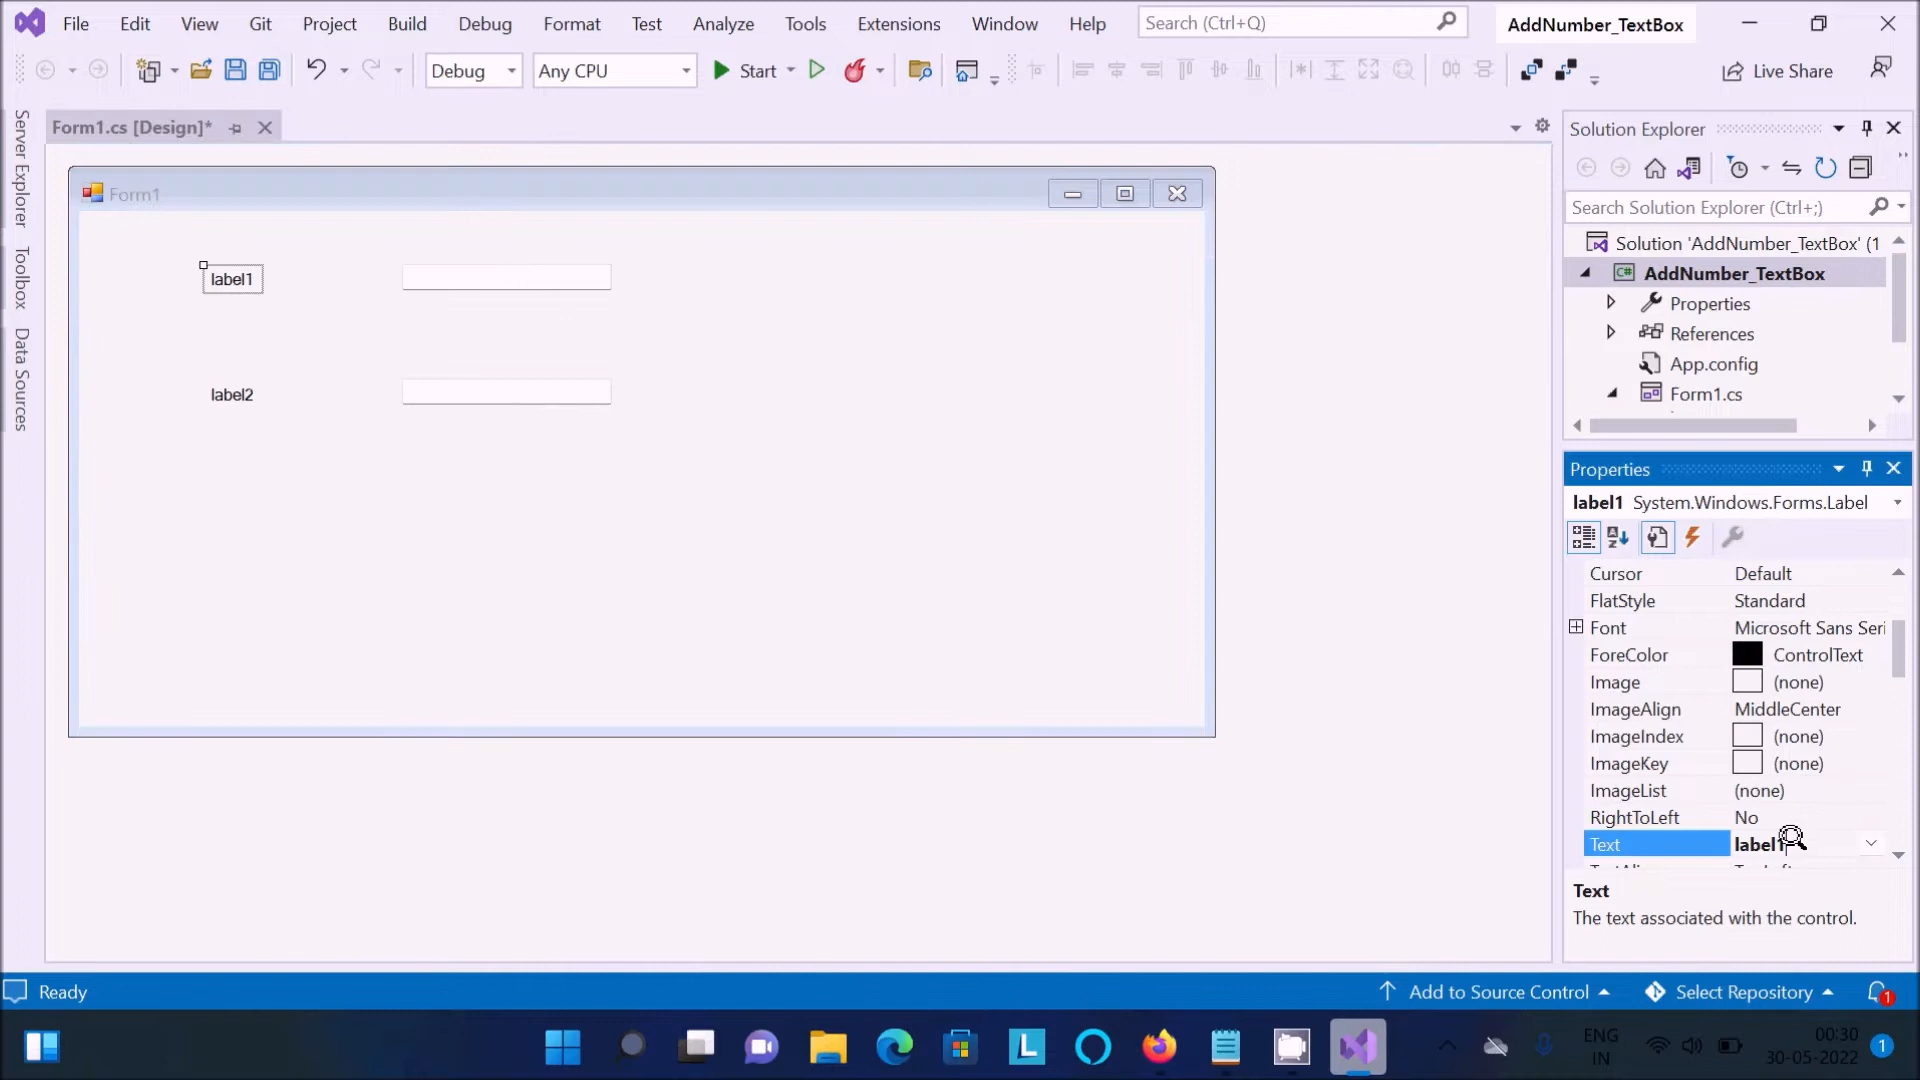 File Edit View Git Project Build Debug Format Test Analyze Tools Extensions Window Help Search (Ctrl+Q) AddNumber_TextBox
Debug Any CPU Start Live Share
Server Explorer
Toolbox
Data Sources
Form1.cs [Design]*
Form1
label1
label2
Solution Explorer
Search Solution Explorer (Ctrl+;)
Solution 'AddNumber_TextBox' (1
C# AddNumber_TextBox
Properties
References
App.config
Form1.cs
Properties
label1 System.Windows.Forms.Label
Cursor Default
FlatStyle Standard
Font Microsoft Sans Seri
ForeColor ControlText
Image (none)
ImageAlign MiddleCenter
ImageIndex (none)
ImageKey (none)
ImageList (none)
RightToLeft No
Text label1
Text
The text associated with the control.
Ready Add to Source Control Select Repository 1
L ENG
IN
00:30
30-05-2022
1